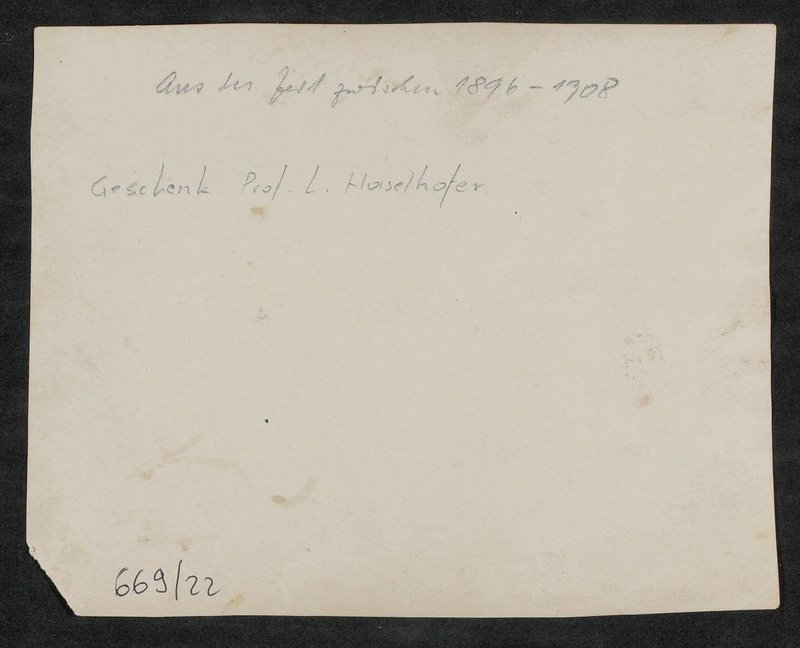 Aus der Zeit zwischen 1896 - 1908
Geschenk Prof. L. Haselhofer
669/22